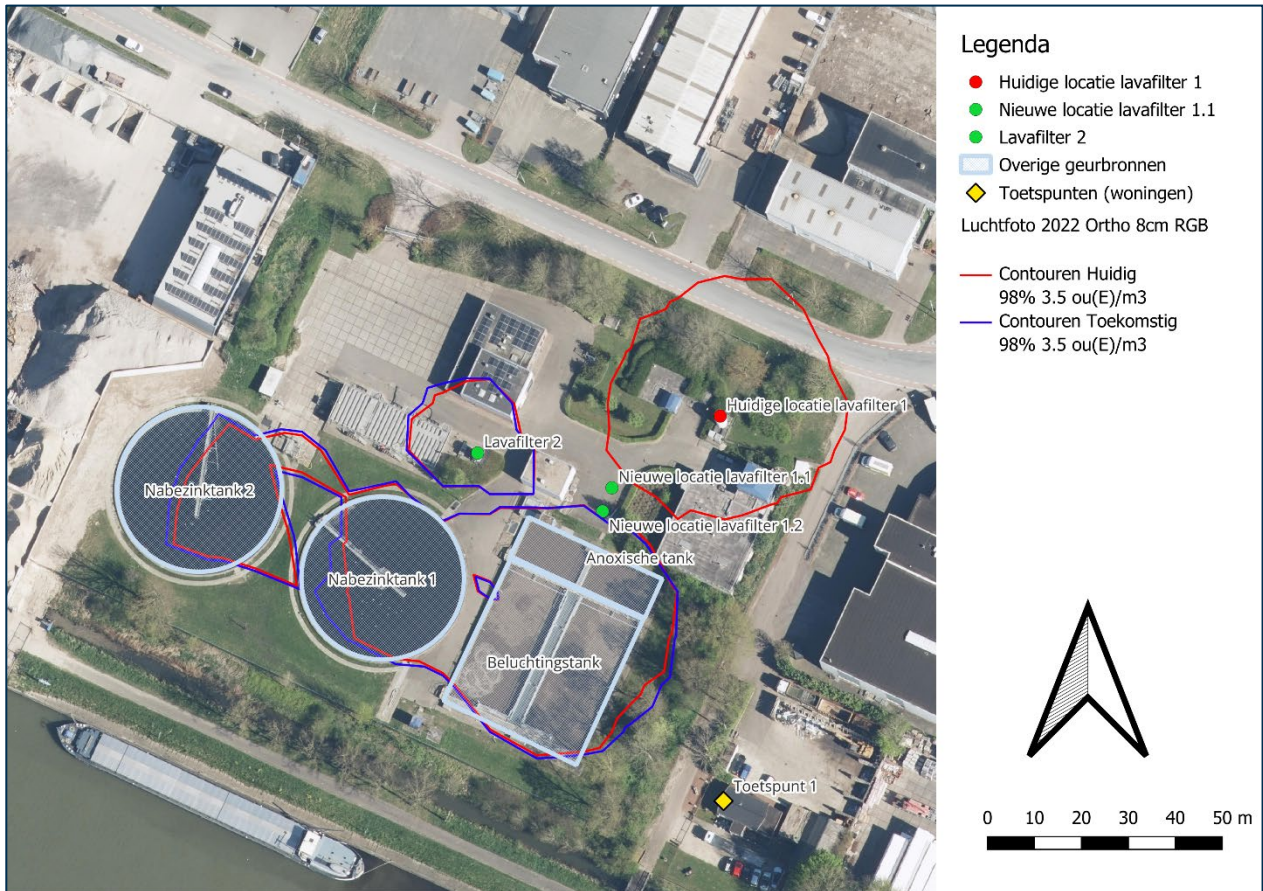 Legenda
Huidige locatie lavafilter 1
Nieuwe locatie lavafilter 1.1
Lavafilter 2
Overige geurbronnen
Toetspunten (woningen)
Luchtfoto 2022 Ortho 8cm RGB
Contouren Huidig
98% 3.5 ou(E)/m3
Contouren Toekomstig
98% 3.5 ou(E)/m3
Huidige locatie lavafilter 1
Lavafilter 2
Nieuwe locatie lavafilter 1.1
Nabezinktank 2
Nieuwe locatie lavafilter 1.2
Anoxische tank
Nabezinktank 1
Beluchtingstank
Toetspunt 1
0 10 20 30 40 50 m